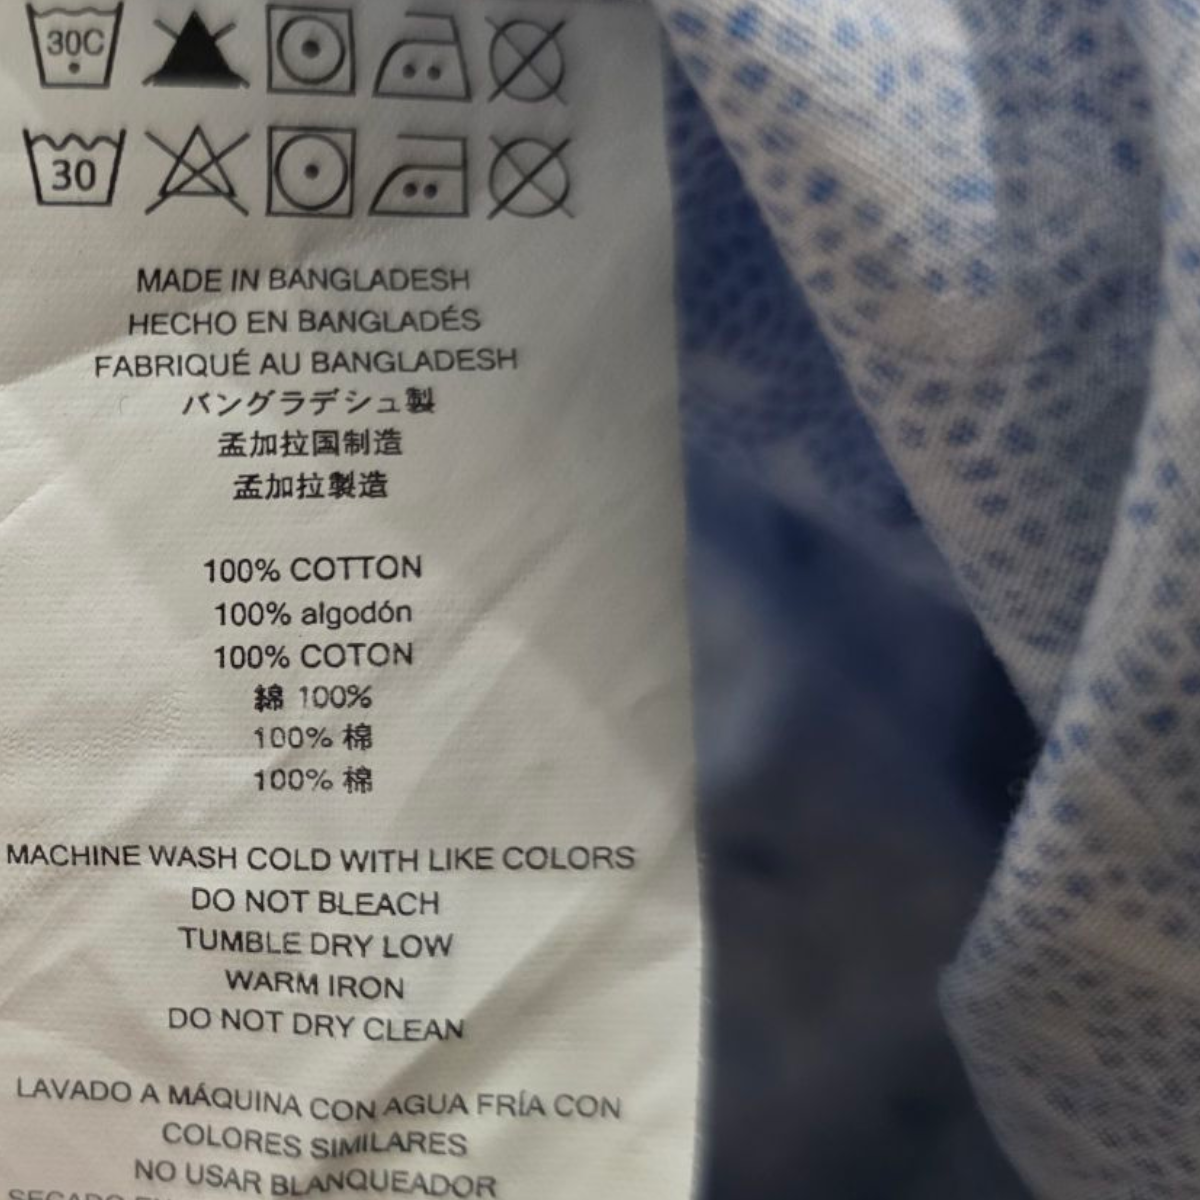 30C
30
MADE IN BANGLADESH
HECHO EN BANGLADÉS
FABRIQUÉ AU BANGLADESH
バングラデシュ製
孟加拉国制造
孟加拉製造
100% COTTON
100% algodón
100% COTON
綿 100%
100% 棉
100% 棉
MACHINE WASH COLD WITH LIKE COLORS
DO NOT BLEACH
TUMBLE DRY LOW
WARM IRON
DO NOT DRY CLEAN
LAVADO A MÁQUINA CON AGUA FRÍA CON
COLORES SIMILARES
NO USAR BLANQUEADOR
SECADO